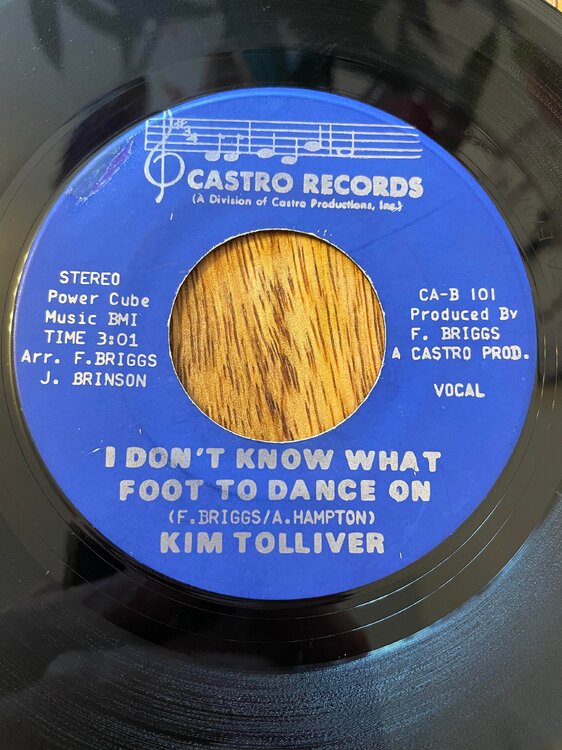 CASTRO RECORDS
(A Division of Castro Productions, Inc.)
STEREO
Power Cube
Music BMI
TIME 3:01
Arr. F.BRIGGS
J. BRINSON
CA-B 101
Produced By
F. BRIGGS
A CASTRO PROD.
VOCAL
I DON'T KNOW WHAT
FOOT TO DANCE ON
(F.BRIGGS/A.HAMPTON)
KIM TOLLIVER